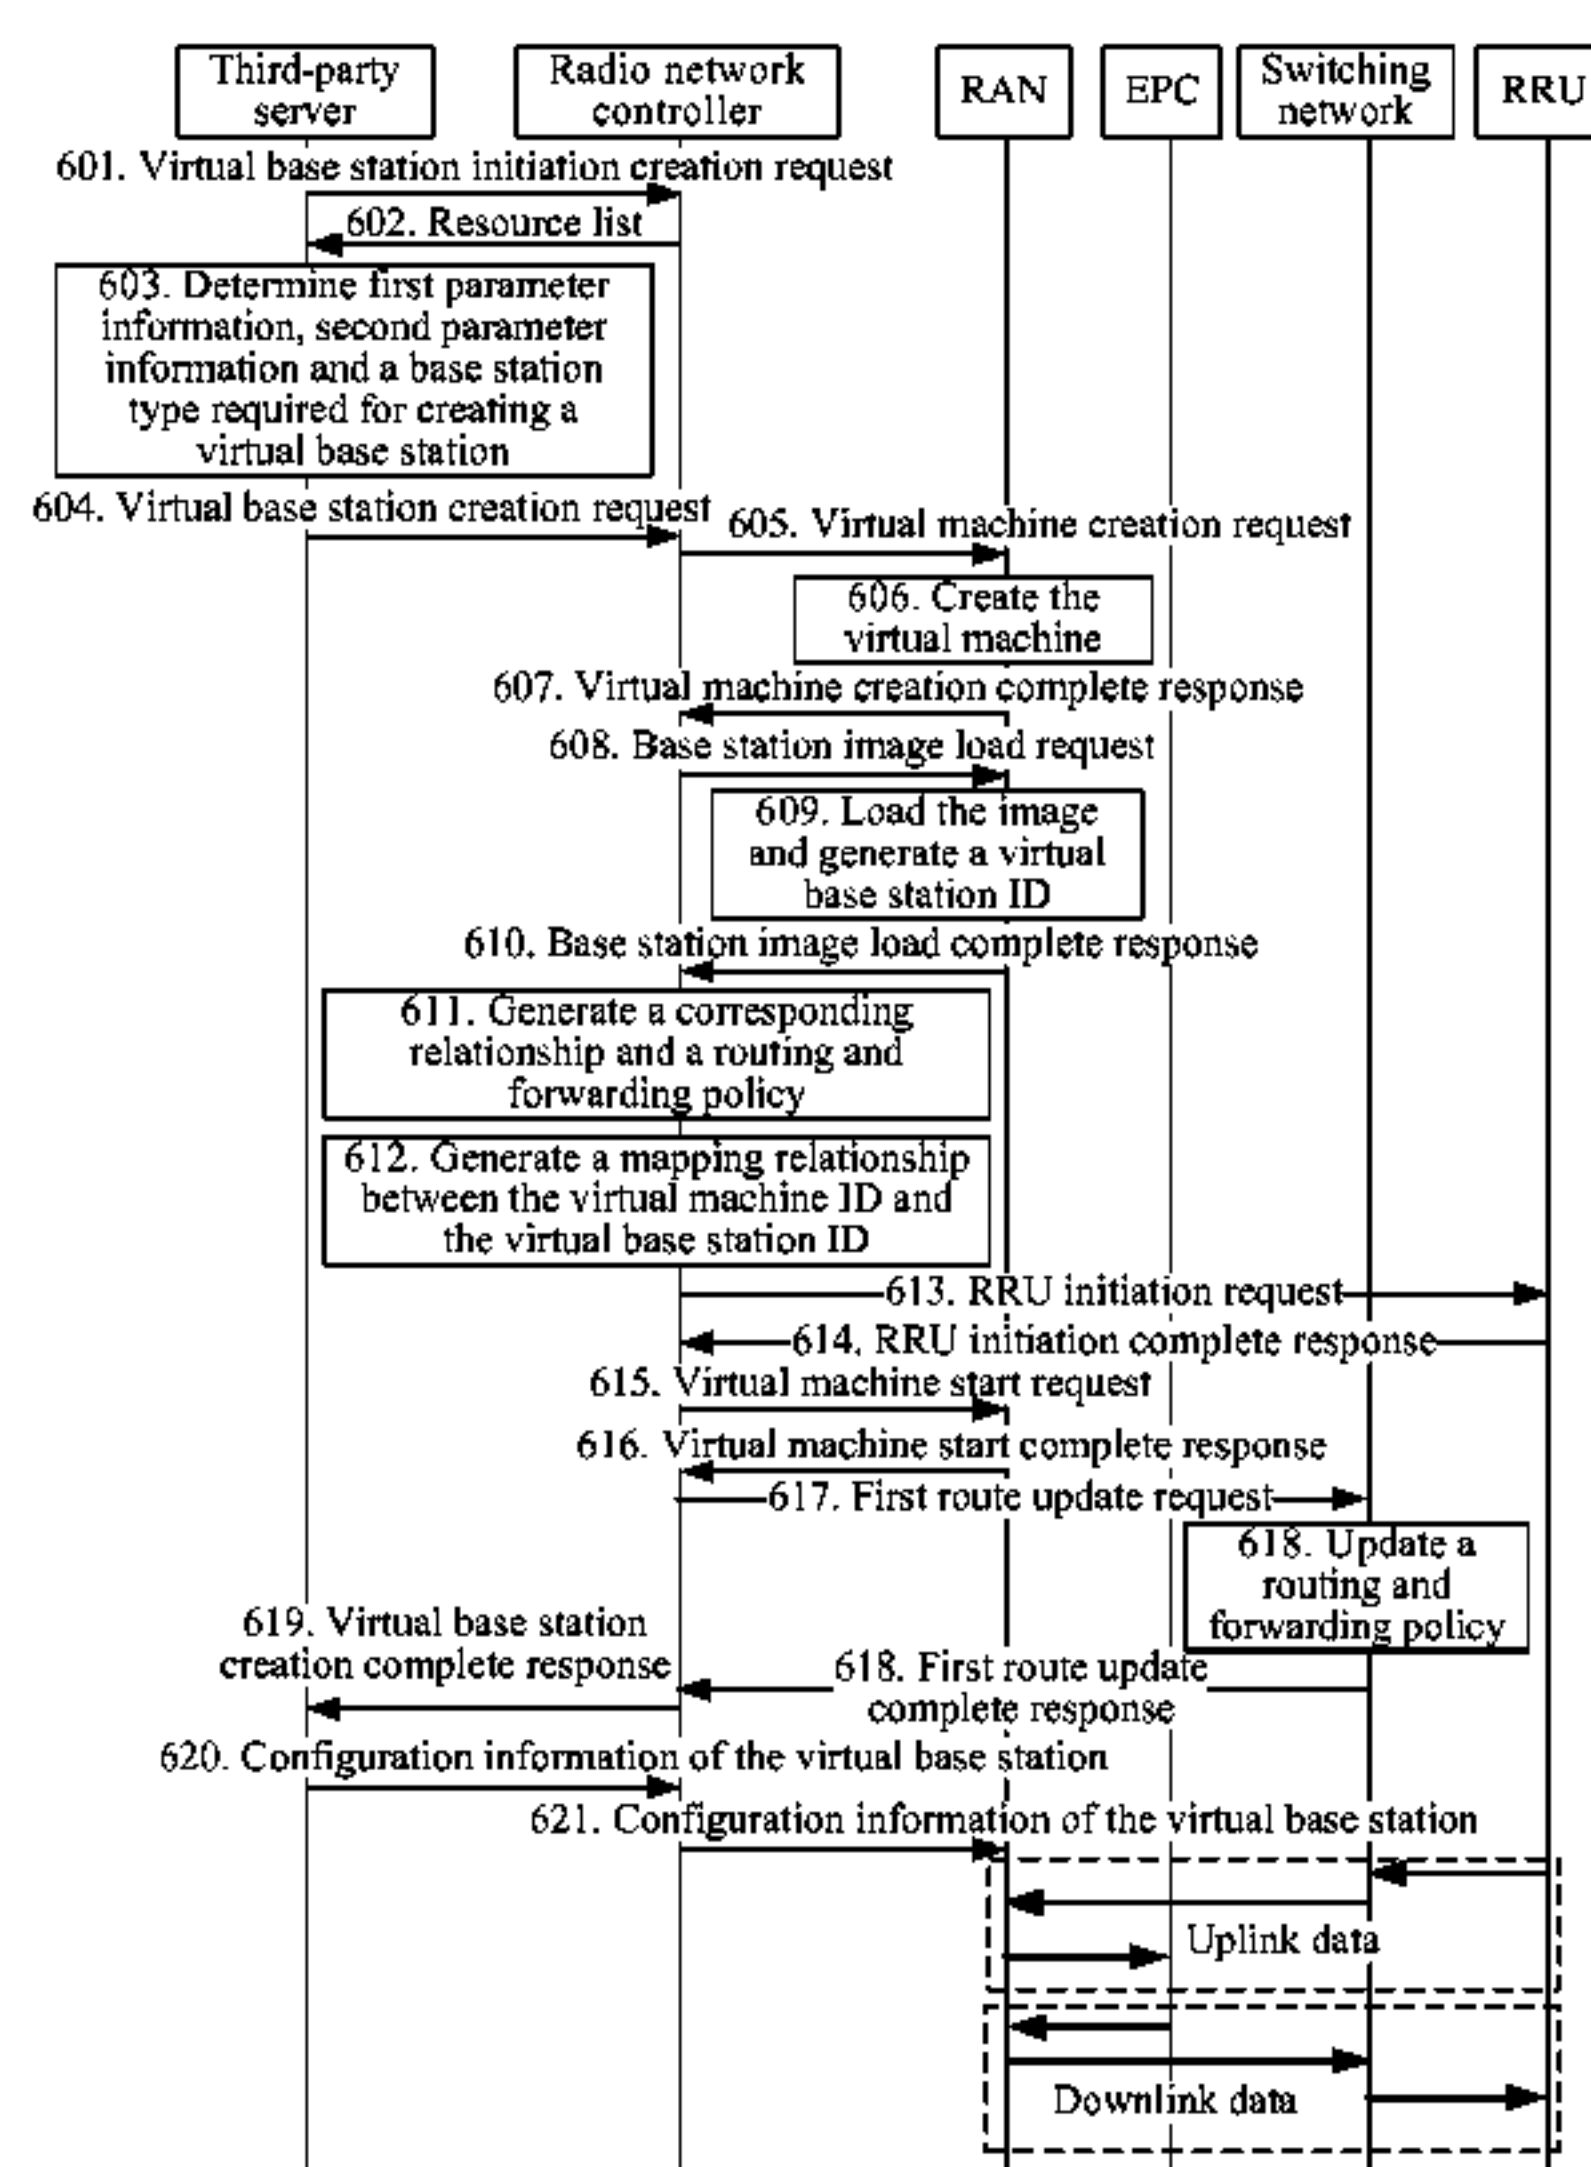 Third-party
server
Radio network
controller
RAN
EPC
Switching
network
RRU
601. Virtual base station initiation creation request
602. Resource list
603. Determine first parameter
information, second parameter
information and a base station
type required for creating a
virtual base station
604. Virtual base station creation request
605. Virtual machine creation request
606. Create the
virtual machine
607. Virtual machine creation complete response
608. Base station image load request
609. Load the image
and generate a virtual
base station ID
610. Base station image load complete response
611. Generate a corresponding
relationship and a routing and
forwarding policy
612. Generate a mapping relationship
between the virtual machine ID and
the virtual base station ID
613. RRU initiation request
614. RRU initiation complete response
615. Virtual machine start request
616. Virtual machine start complete response
617. First route update request
618. Update a
routing and
forwarding policy
619. Virtual base station
creation complete response
618. First route update
complete response
620. Configuration information of the virtual base station
621. Configuration information of the virtual base station
Uplink data
Downlink data